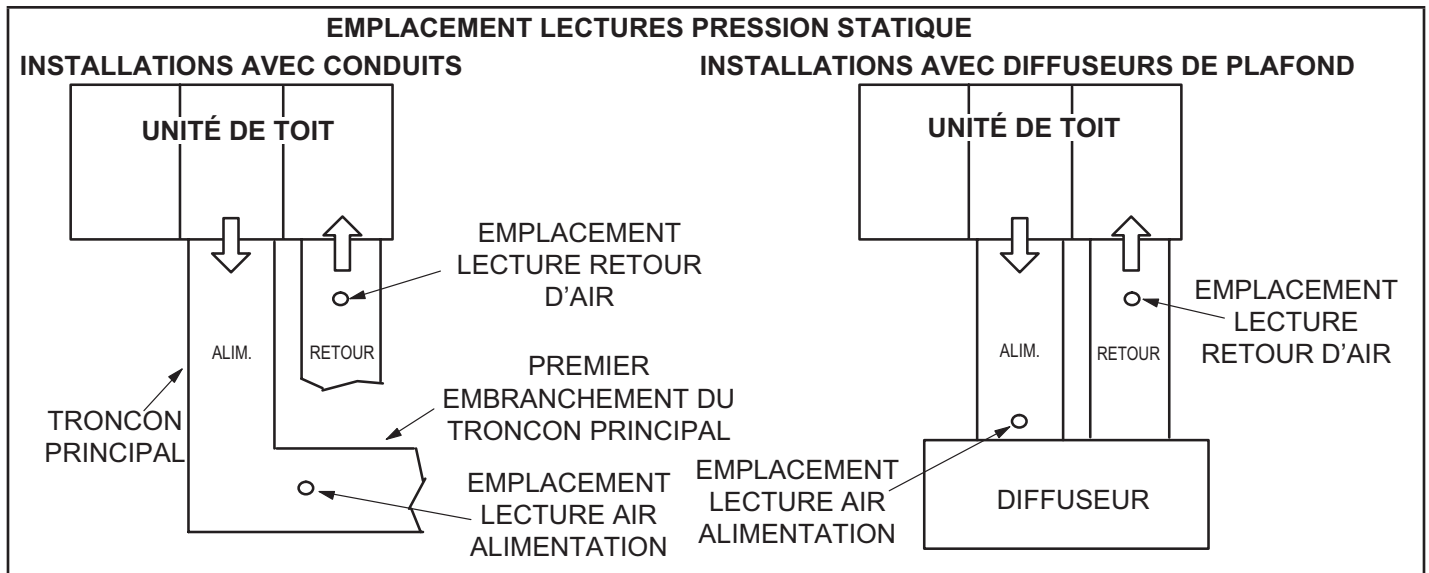 EMPLACEMENT LECTURES PRESSION STATIQUE
INSTALLATIONS AVEC CONDUITS
UNITÉ DE TOIT
EMPLACEMENT
LECTURE RETOUR
D'AIR
ALIM.
RETOUR
TRONCON
PRINCIPAL
PREMIER
EMBRANCHEMENT DU
TRONCON PRINCIPAL
EMPLACEMENT
LECTURE AIR
ALIMENTATION
INSTALLATIONS AVEC DIFFUSEURS DE PLAFOND
UNITÉ DE TOIT
EMPLACEMENT
LECTURE
RETOUR D'AIR
ALIM.
RETOUR
EMPLACEMENT
LECTURE AIR
ALIMENTATION
DIFFUSEUR